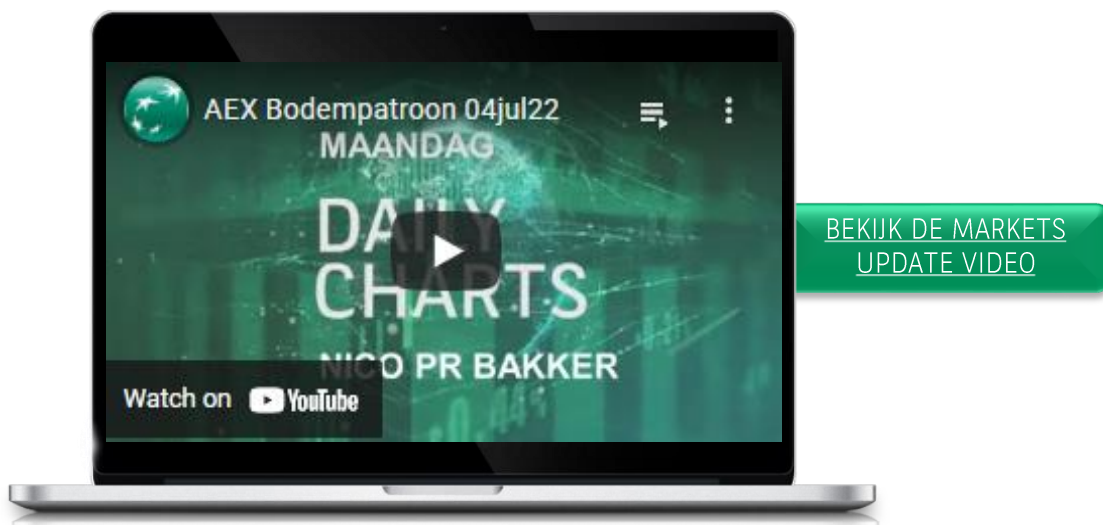 AEX Bodempatroon 04jul22
MAANDAG
DAILY
CHARTS
NICO PR BAKKER
Watch on YouTube
BEKIJK DE MARKETS
UPDATE VIDEO